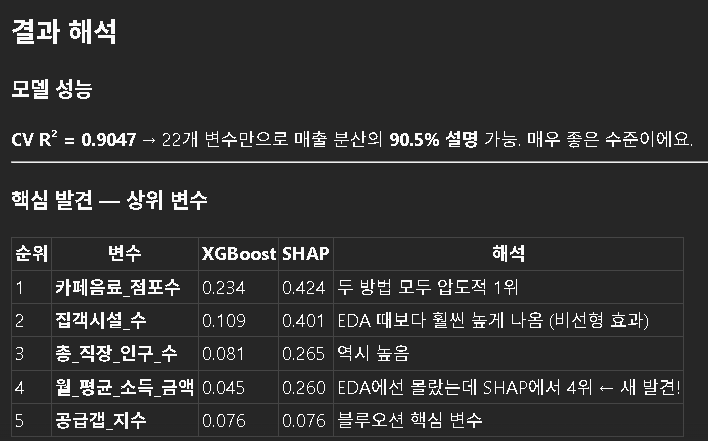 결과 해석
모델 성능
CV R² = 0.9047 → 22개 변수만으로 매출 분산의 90.5% 설명 가능. 매우 좋은 수준이에요.
핵심 발견 — 상위 변수
순위 변수 XGBoost SHAP 해석
1 카페음료_점포수 0.234 0.424 두 방법 모두 압도적 1위
2 집객시설_수 0.109 0.401 EDA 때보다 훨씬 높게 나옴 (비선형 효과)
3 총_직장_인구_수 0.081 0.265 역시 높음
4 월_평균_소득_금액 0.045 0.260 EDA에선 몰랐는데 SHAP에서 4위 ← 새 발견!
5 공급갭_지수 0.076 0.076 블루오션 핵심 변수